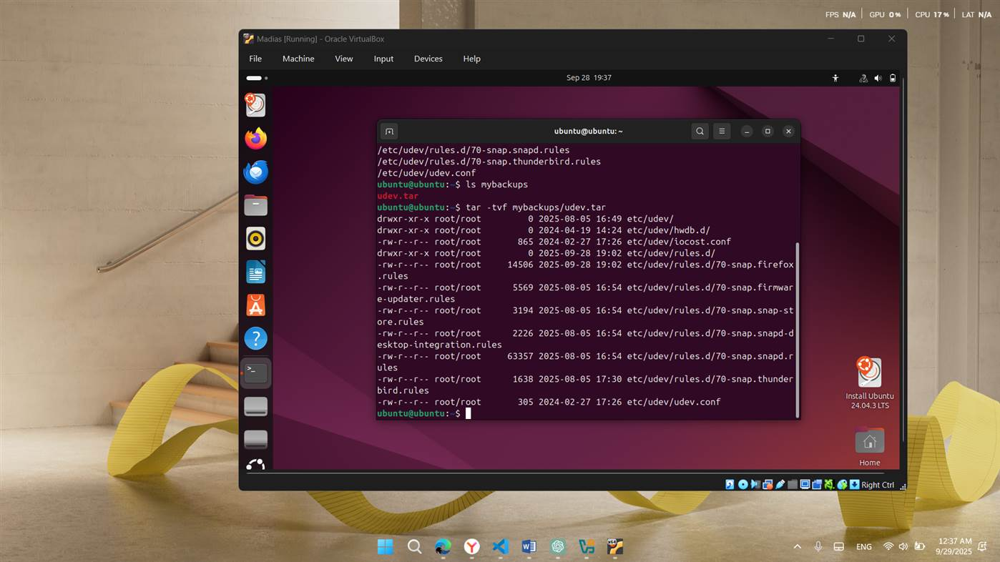 FPS N/A GPU 0% CPU 17% LAT N/A
Madias [Running] - Oracle VirtualBox
File Machine View Input Devices Help
Sep 28 19:37
ubuntu@ubuntu: ~
/etc/udev/rules.d/70-snap.snapd.rules
/etc/udev/rules.d/70-snap.thunderbird.rules
/etc/udev/udev.conf
ubuntu@ubuntu:~$ ls mybackups
udev.tar
ubuntu@ubuntu:~$ tar -tvf mybackups/udev.tar
drwxr-xr-x root/root         0 2025-08-05 16:49 etc/udev/
drwxr-xr-x root/root         0 2024-04-19 14:24 etc/udev/hwdb.d/
-rw-r--r-- root/root       865 2024-02-27 17:26 etc/udev/iocost.conf
drwxr-xr-x root/root         0 2025-09-28 19:02 etc/udev/rules.d/
-rw-r--r-- root/root     14506 2025-09-28 19:02 etc/udev/rules.d/70-snap.firefox
.rules
-rw-r--r-- root/root      5569 2025-08-05 16:54 etc/udev/rules.d/70-snap.firmwar
e-updater.rules
-rw-r--r-- root/root      3194 2025-08-05 16:54 etc/udev/rules.d/70-snap.snap-st
ore.rules
-rw-r--r-- root/root      2226 2025-08-05 16:54 etc/udev/rules.d/70-snap.snapd-d
esktop-integration.rules
-rw-r--r-- root/root     63357 2025-08-05 16:54 etc/udev/rules.d/70-snap.snapd.r
ules
-rw-r--r-- root/root      1638 2025-08-05 17:30 etc/udev/rules.d/70-snap.thunder
bird.rules
-rw-r--r-- root/root       305 2024-02-27 17:26 etc/udev/udev.conf
ubuntu@ubuntu:~$
Install Ubuntu
24.04.3 LTS
Home
Right Ctrl
ENG
12:37 AM
9/29/2025